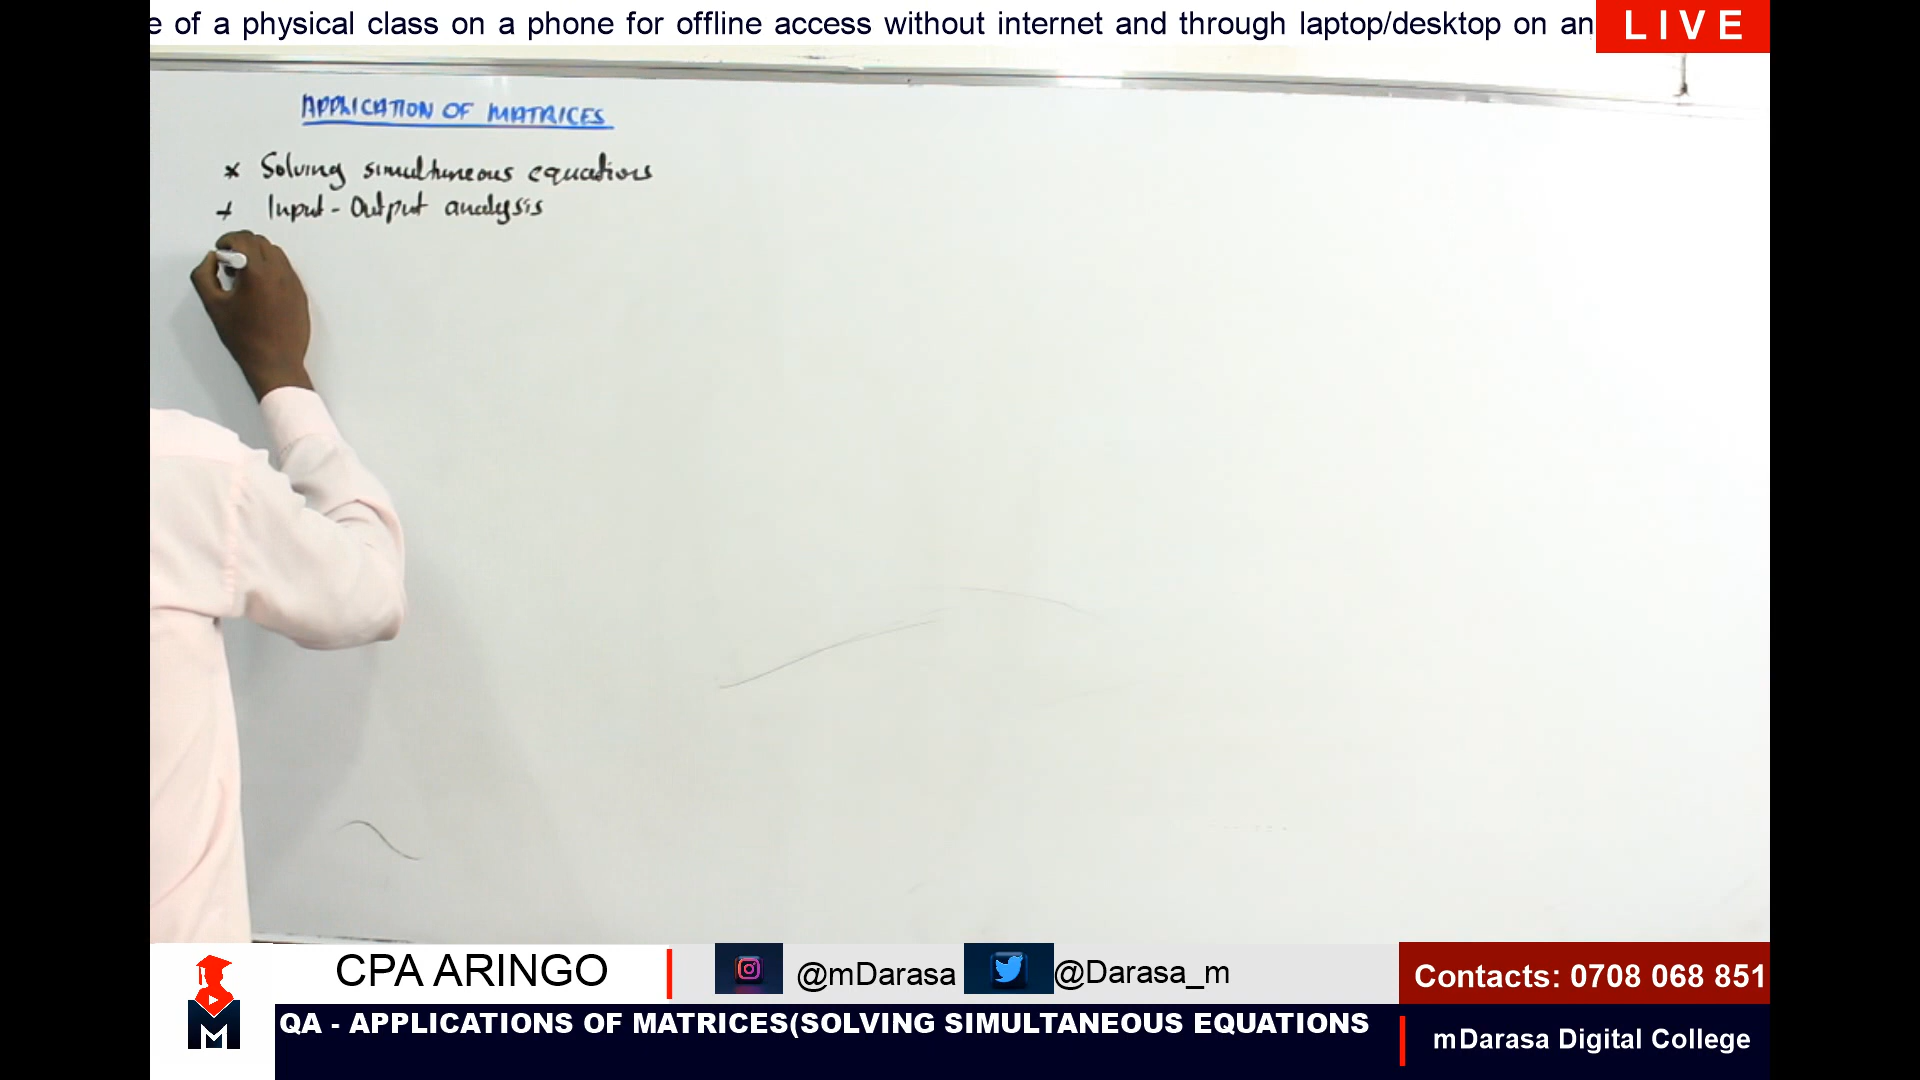 e of a physical class on a phone for offline access without internet and through laptop/desktop on an
LIVE
APPLICATION OF MATRICES
* Solving simultaneous equations
* Input - Output analysis
CPA ARINGO
@mDarasa
@Darasa_m
Contacts: 0708 068 851
M
QA - APPLICATIONS OF MATRICES(SOLVING SIMULTANEOUS EQUATIONS
mDarasa Digital College